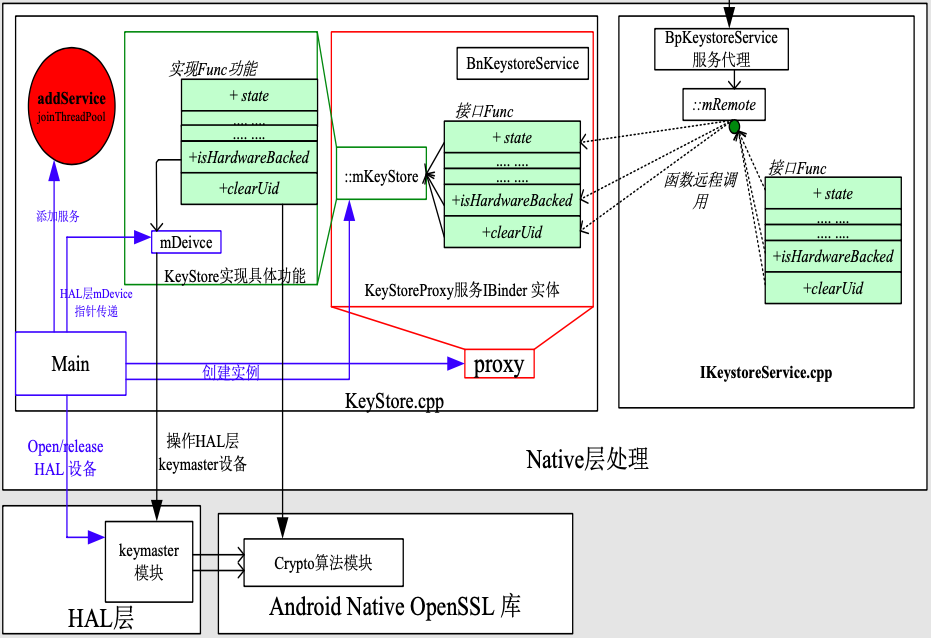 BpKeystoreService
服务代理
::mRemote
接口Func
+ state
.... ....
.... ....
+isHardwareBacked
+clearUid
函数远程调
用
IKeystoreService.cpp
addService
joinThreadPool
实现Func功能
+ state
.... ....
.... ....
+isHardwareBacked
+clearUid
mDeivce
KeyStore实现具体功能
::mKeyStore
BnKeystoreService
接口Func
+ state
.... ....
.... ....
+isHardwareBacked
+clearUid
KeyStoreProxy服务IBinder 实体
proxy
添加服务
HAL层mDevice
指针传递
Main
创建实例
KeyStore.cpp
Open/release
HAL 设备
操作HAL层
keymaster设备
Native层处理
keymaster
模块
HAL层
Crypto算法模块
Android Native OpenSSL 库